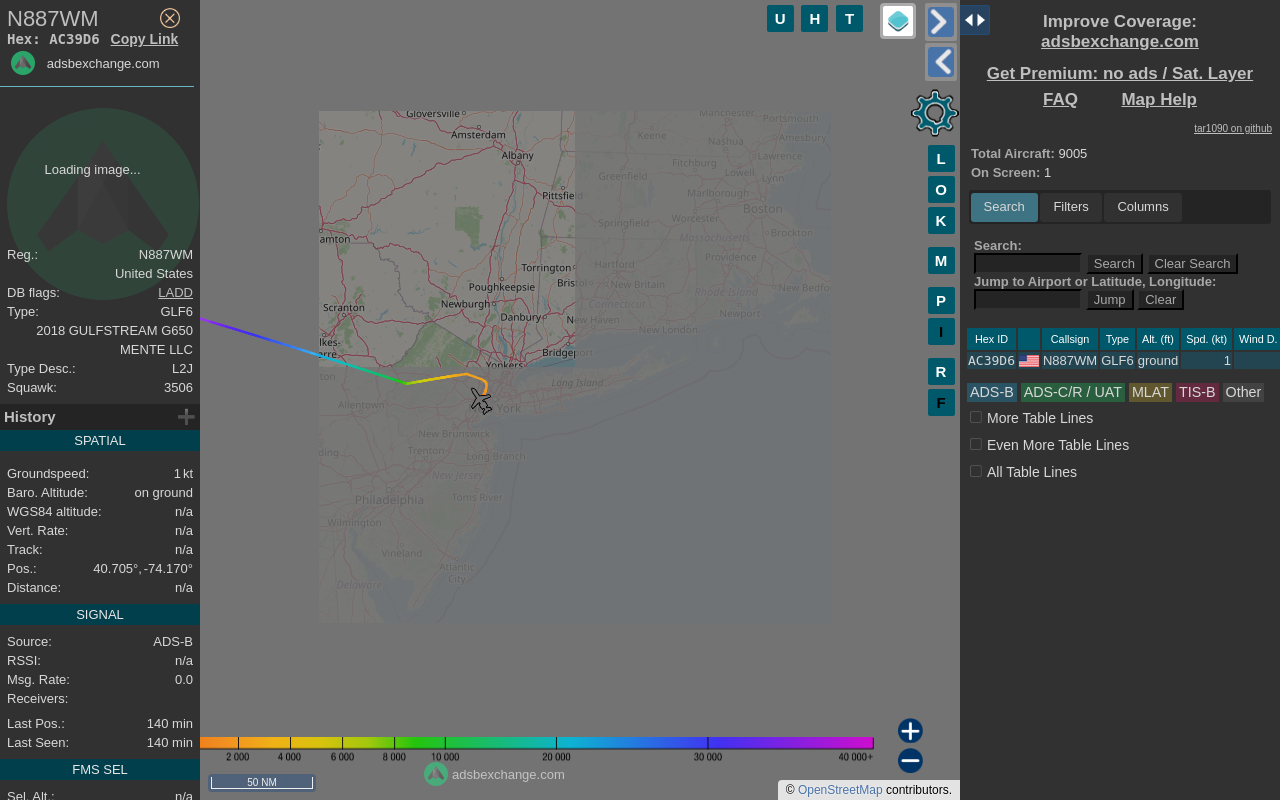 N887WM
Hex: AC39D6 Copy Link
adsbexchange.com
Loading image...
Reg.: N887WM
United States
DB flags: LADD
Type: GLF6
2018 GULFSTREAM G650
MENTE LLC
Type Desc.: L2J
Squawk: 3506
History
SPATIAL
Groundspeed: 1 kt
Baro. Altitude: on ground
WGS84 altitude: n/a
Vert. Rate: n/a
Track: n/a
Pos.: 40.705°, -74.170°
Distance: n/a
SIGNAL
Source: ADS-B
RSSI: n/a
Msg. Rate: 0.0
Receivers:
Last Pos.: 140 min
Last Seen: 140 min
FMS SEL
Sel. Alt.: n/a
U H T
L
O
K
M
P
I
R
F
Gloversville
Amsterdam
Albany
Pittsfield
Torrington
Poughkeepsie
Newburgh
Scranton
Danbury
Bristol
New Britain
Hartford
Connecticut
New Haven
New London
Bridgeport
Yonkers
Long Island
Manchester
Portsmouth
Keene
Nashua
Amesbury
Lawrence
Fitchburg
Lowell
Lynn
Greenfield
Marlborough
Boston
Springfield
Worcester
Massachusetts
Brockton
Providence
Rhode Island
New Bedfo
Newport
Allentown
York
New Brunswick
Trenton
Long Branch
New Jersey
Philadelphia
Toms River
Wilmington
Vineland
Atlantic
City
Delaware
2 000 4 000 6 000 8 000 10 000 20 000 30 000 40 000+
50 NM
adsbexchange.com
© OpenStreetMap contributors.
Improve Coverage:
adsbexchange.com
Get Premium: no ads / Sat. Layer
FAQ Map Help
tar1090 on github
Total Aircraft: 9005
On Screen: 1
Search Filters Columns
Search:
Search Clear Search
Jump to Airport or Latitude, Longitude:
Jump Clear
Hex ID Callsign Type Alt. (ft) Spd. (kt) Wind D.
AC39D6 N887WM GLF6 ground 1
ADS-B ADS-C/R / UAT MLAT TIS-B Other
More Table Lines
Even More Table Lines
All Table Lines